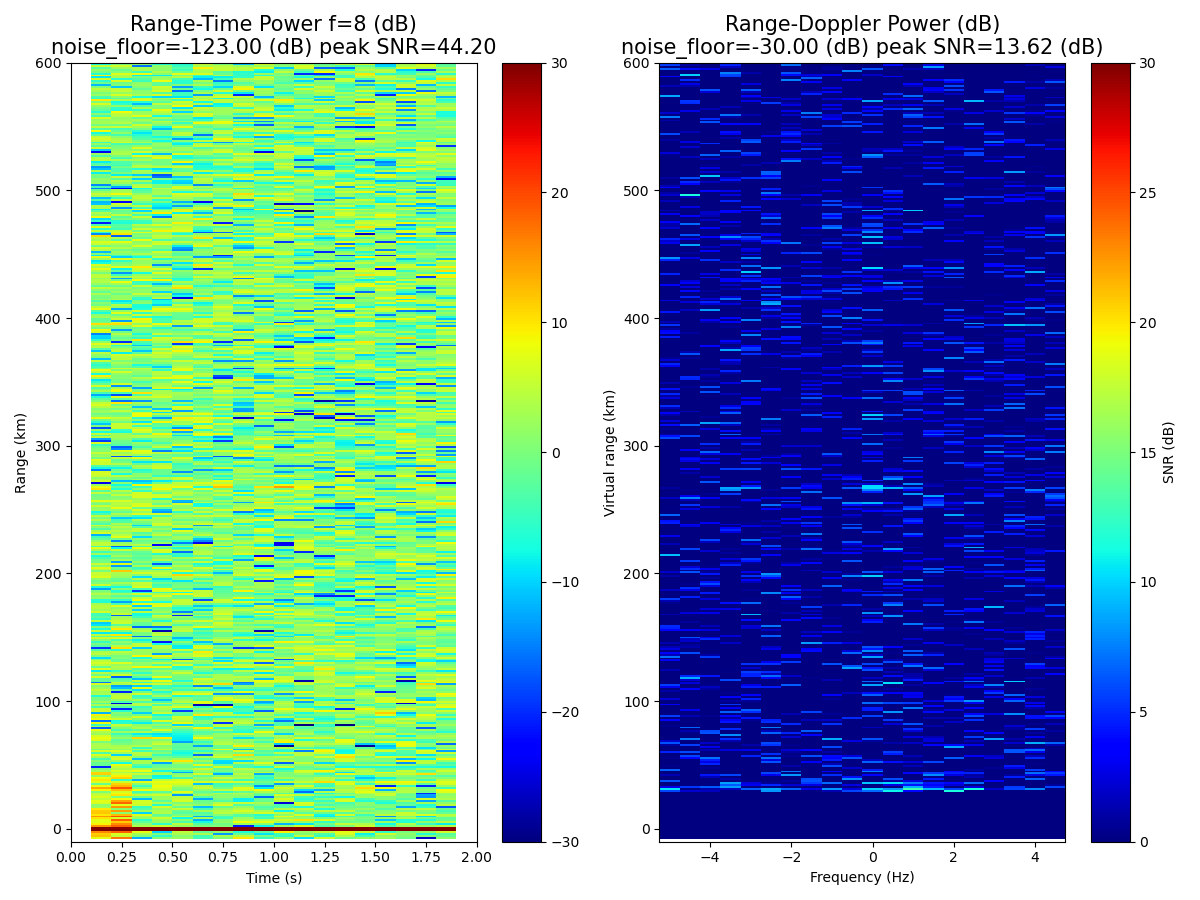 Range-Time Power f=8 (dB)
noise_floor=-123.00 (dB) peak SNR=44.20
600
500
400
300
200
100
0
Range (km)
0.00 0.25 0.50 0.75 1.00 1.25 1.50 1.75 2.00
Time (s)
30
20
10
0
−10
−20
−30
Range-Doppler Power (dB)
noise_floor=-30.00 (dB) peak SNR=13.62 (dB)
600
500
400
300
200
100
0
Virtual range (km)
−4 −2 0 2 4
Frequency (Hz)
30
25
20
15
10
5
0
SNR (dB)